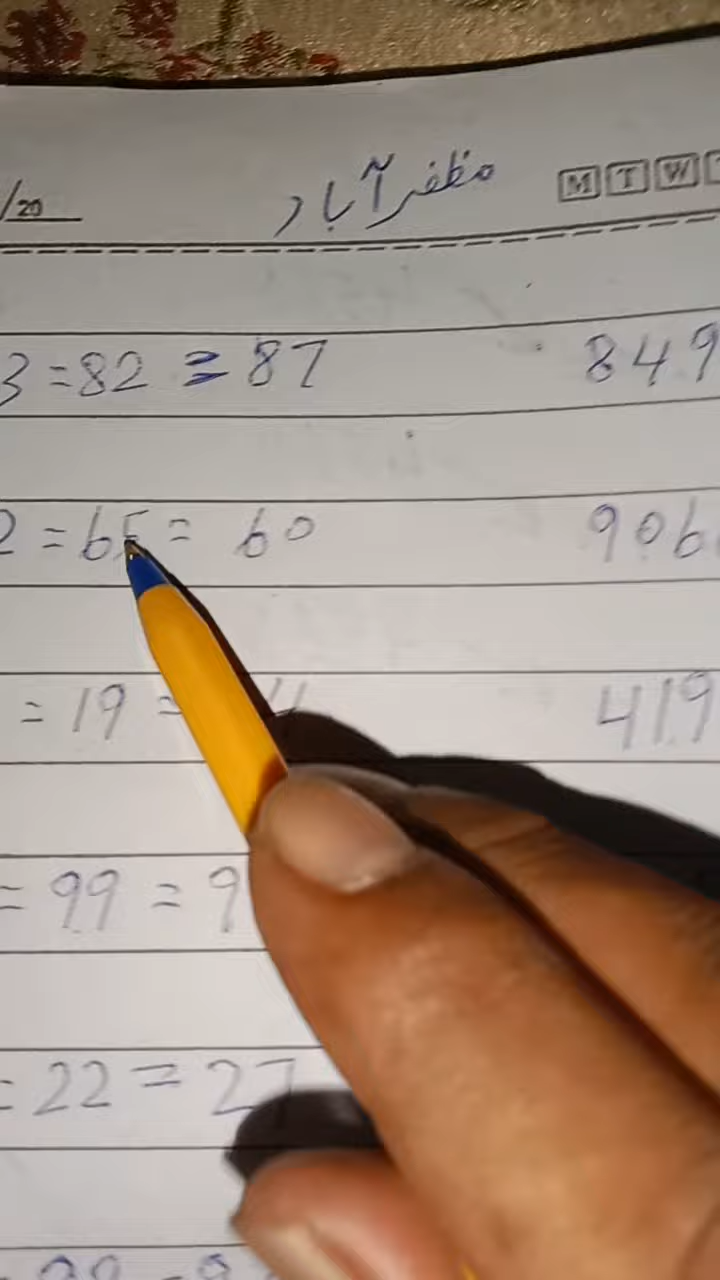 /20 مظفرآباد M T W
3 = 82 = 87 849
2 = 65 = 60 906
= 19 = 419
= 99 = 9
= 22 = 27